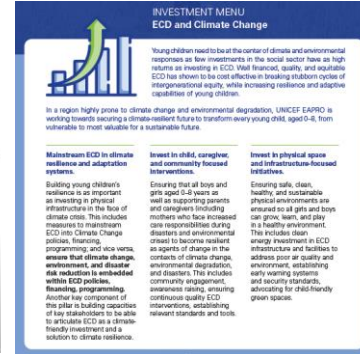 INVESTMENT MENU
ECD and Climate Change
Young children need to be at the center of climate and environmental
responses as few investments in the social sector have as high
returns as investing in ECD. Well financed, quality, and equitable
ECD has shown to be cost effective in breaking stubborn cycles of
intergenerational equity, while increasing resilience and adaptive
capabilities of young children.
In a region highly prone to climate change and environmental degradation, UNICEF EAPRO is
working towards securing a climate-resilient future to transform every young child, aged 0-8, from
vulnerable to most valuable for a sustainable future.
Mainstream ECD in climate
resilience and adaptation
systems.
Building young children's
resilience is as important
as investing in physical
infrastructure in the face of
climate crisis. This includes
measures to mainstream
ECD into Climate Change
policies, financing,
programming; and vice versa,
ensure that climate change,
environment, and disaster
risk reduction is embedded
within ECD policies,
financing, programming.
Another key component of
this pillar is building capacities
of key stakeholders to be able
to articulate ECD as a climate-
friendly investment and a
solution to climate resilience.
Invest in child, caregiver,
and community focused
interventions.
Ensuring that all boys and
girls aged 0-8 years as
well as supporting parents
and caregivers (including
mothers who face increased
care responsibilities during
disasters and environmental
crises) to become resilient
as agents of change in the
contexts of climate change,
environmental degradation,
and disasters. This includes
community engagement,
awareness raising, ensuring
continuous quality ECD
interventions, establishing
relevant standards and tools.
Invest in physical space
and infrastructure-focused
initiatives.
Ensuring safe, clean,
healthy, and sustainable
physical environments are
ensured so all girls and boys
can grow, learn, and play
in a healthy environment.
This includes clean
energy investment in ECD
infrastructure and facilities to
address poor air quality and
environment, establishing
early warning systems
and security standards,
advocating for child-friendly
green spaces.